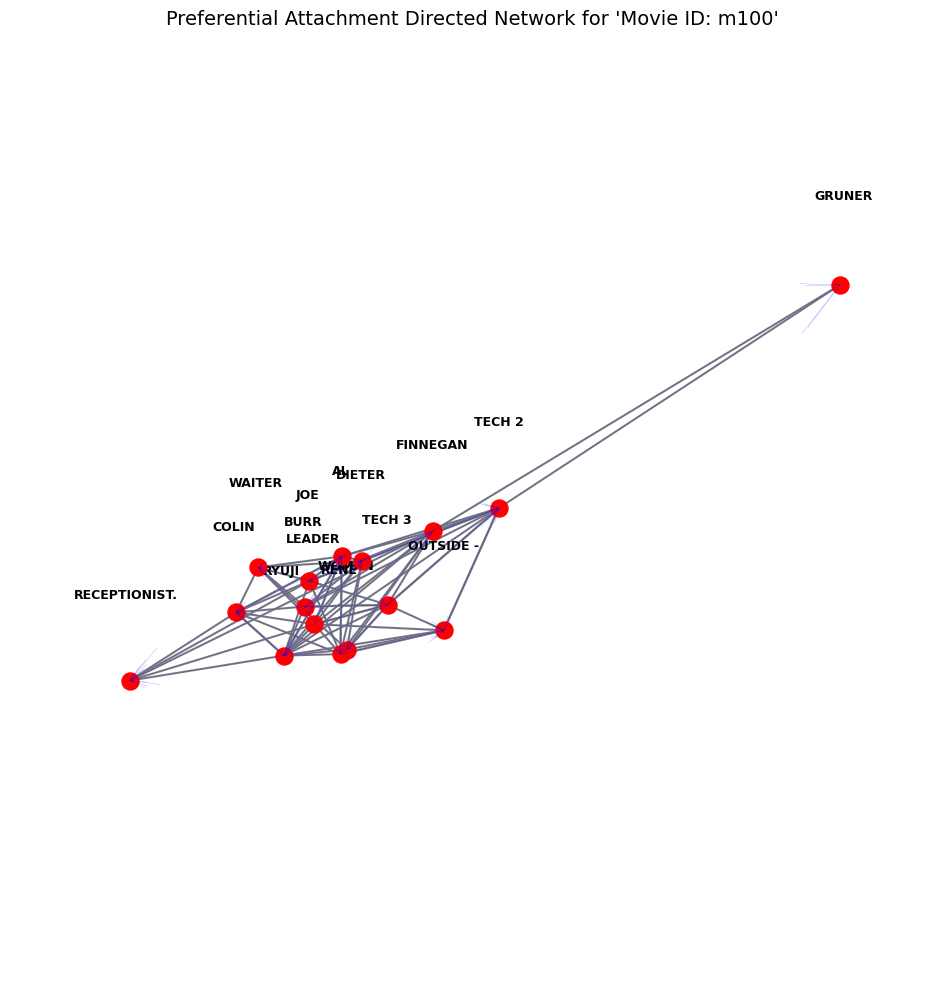 Preferential Attachment Directed Network for 'Movie ID: m100'
GRUNER
TECH 2
FINNEGAN
AL
DIETER
WAITER
JOE
TECH 3
BURR
COLIN
LEADER
OUTSIDE -
WOMAN
RENE
RYUJI
RECEPTIONIST.